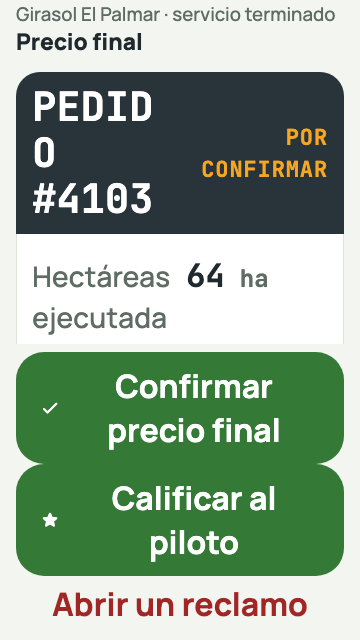 Girasol El Palmar · servicio terminado
Precio final
PEDID
O
#4103
POR
CONFIRMAR
Hectáreas 64 ha
ejecutada
Confirmar
precio final
Calificar al
piloto
Abrir un reclamo